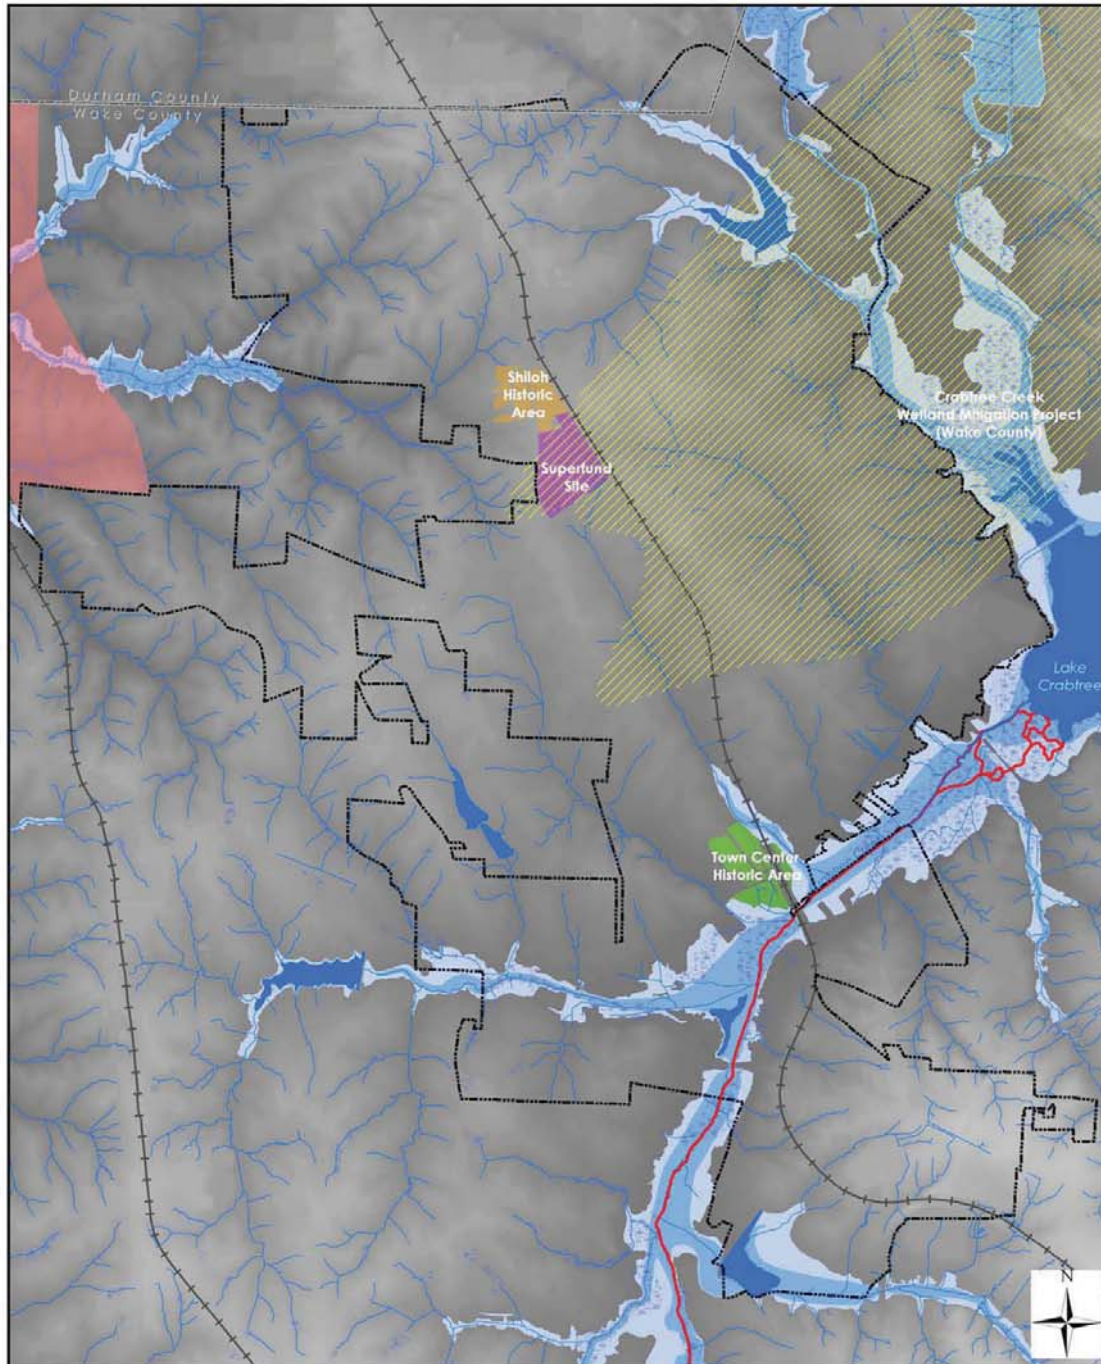 Durham County
Wake County
Shiloh
Historic
Area
Superfund
Site
Crabtree Creek
Wetland Mitigation Project
(Wake County)
Lake
Crabtree
Town Center
Historic Area
N